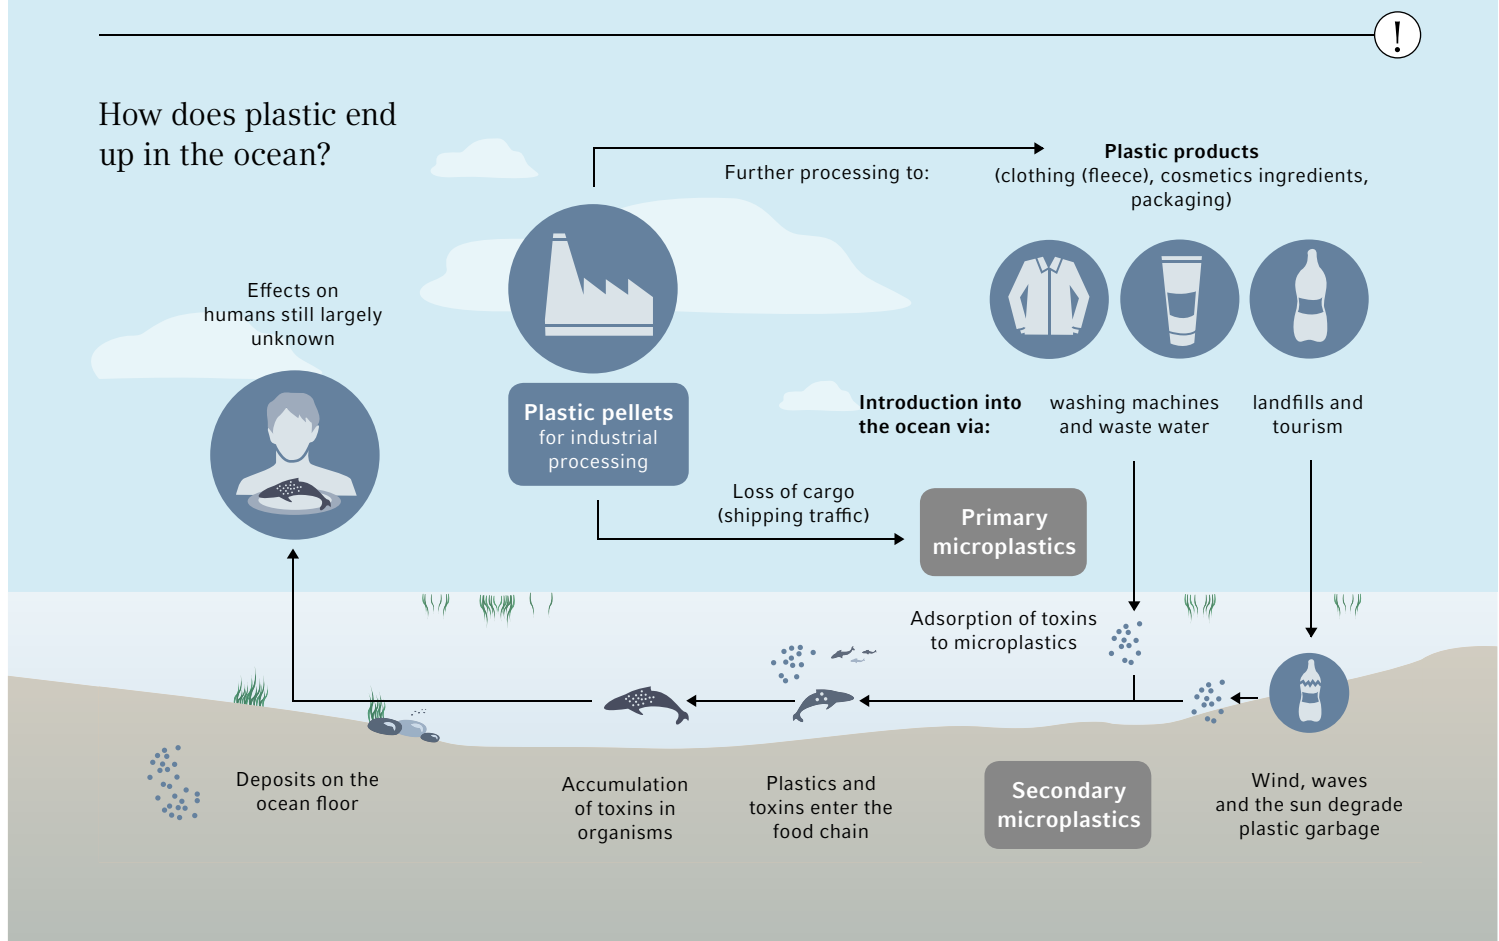 !
How does plastic end
up in the ocean?
Further processing to:
Plastic products
(clothing (fleece), cosmetics ingredients,
packaging)
Effects on
humans still largely
unknown
Plastic pellets
for industrial
processing
Introduction into
the ocean via:
washing machines
and waste water
landfills and
tourism
Loss of cargo
(shipping traffic)
Primary
microplastics
Adsorption of toxins
to microplastics
Deposits on the
ocean floor
Accumulation
of toxins in
organisms
Plastics and
toxins enter the
food chain
Secondary
microplastics
Wind, waves
and the sun degrade
plastic garbage